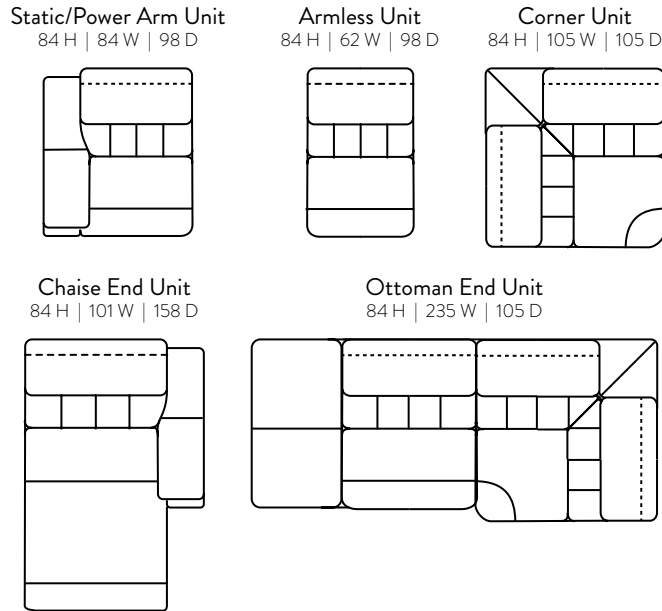 Static/Power Arm Unit
84 H | 84 W | 98 D
Armless Unit
84 H | 62 W | 98 D
Corner Unit
84 H | 105 W | 105 D
Chaise End Unit
84 H | 101 W | 158 D
Ottoman End Unit
84 H | 235 W | 105 D